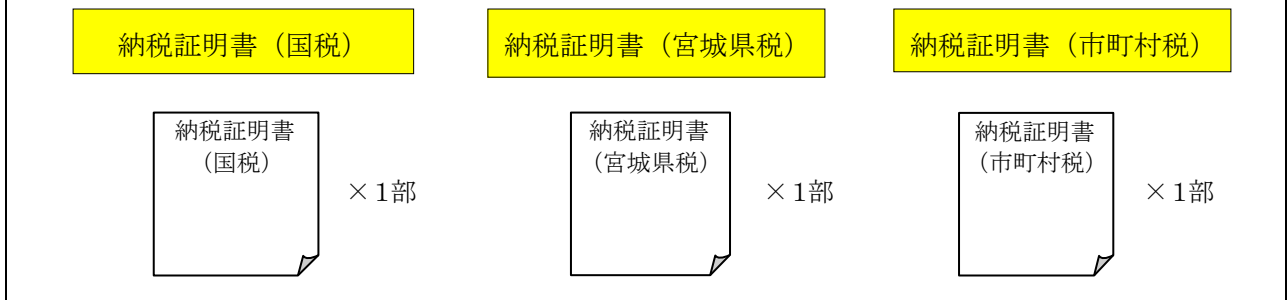 納税証明書（国税）
納税証明書（宮城県税）
納税証明書（市町村税）
納税証明書
（国税）
×１部
納税証明書
（宮城県税）
×１部
納税証明書
（市町村税）
×１部